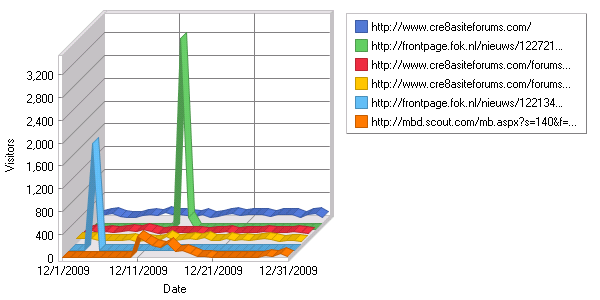 http://www.cre8asiteforums.com/
http://frontpage.fok.nl/nieuws/122721...
http://www.cre8asiteforums.com/forums...
http://www.cre8asiteforums.com/forums...
http://frontpage.fok.nl/nieuws/122134...
http://mbd.scout.com/mb.aspx?s=140&f=...
Visitors
3,200
2,800
2,400
2,000
1,600
1,200
800
400
0
12/1/2009 12/11/2009 12/21/2009 12/31/2009
Date